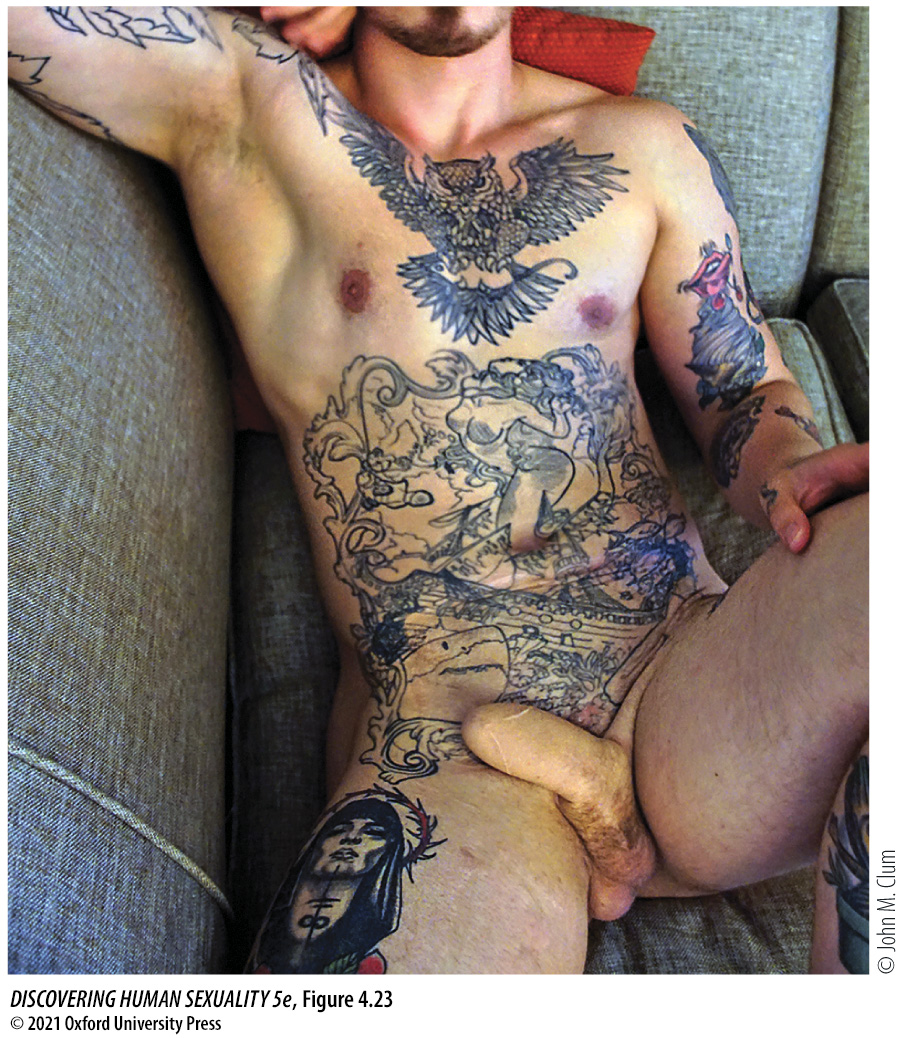 © John M. Clum
DISCOVERING HUMAN SEXUALITY 5e, Figure 4.23
© 2021 Oxford University Press